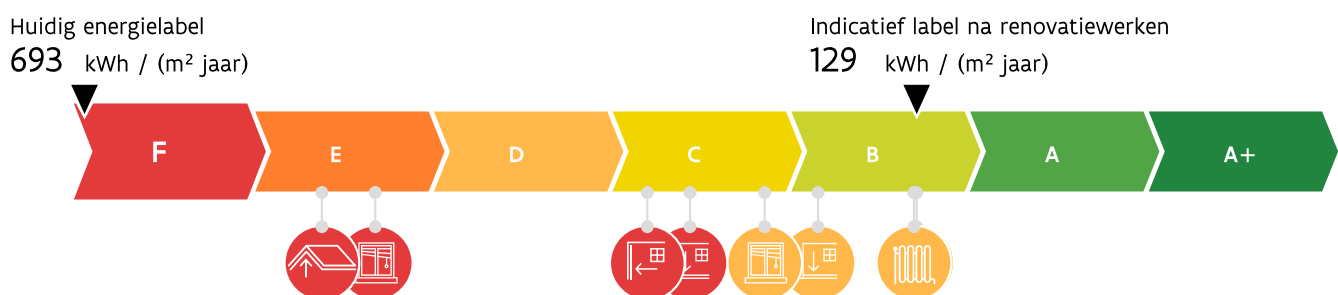 Huidig energielabel
693 kWh / (m² jaar)
Indicatief label na renovatiewerken
129 kWh / (m² jaar)
F E D C B A A+